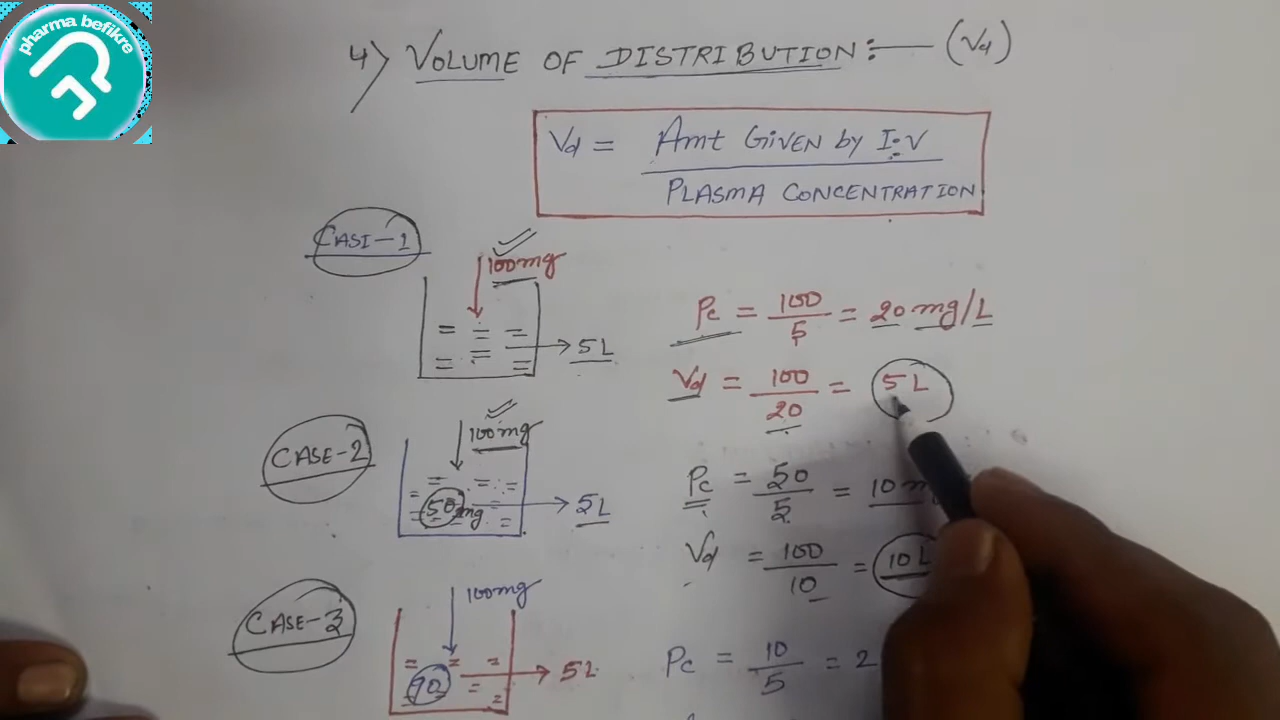 pharma befikre
4) VOLUME OF DISTRIBUTION :— (Vd)
Vd = Amt GIVEN by I.V
PLASMA CONCENTRATION
CASE-1
100mg
5L
Pc = 100/5 = 20 mg/L
Vd = 100/20 = 5L
CASE-2
100mg
50mg
5L
Pc = 50/5 = 10 m
Vd = 100/10 = 10L
CASE-3
100mg
10
5L
Pc = 10/5 = 2